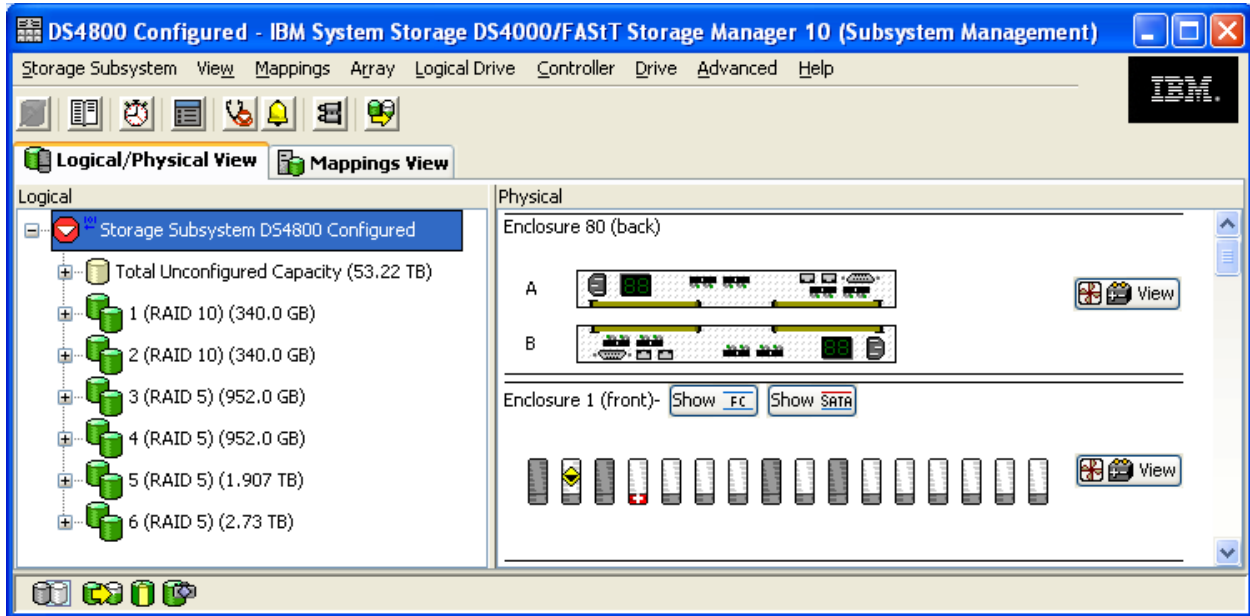 DS4800 Configured - IBM System Storage DS4000/FAStT Storage Manager 10 (Subsystem Management)
Storage Subsystem View Mappings Array Logical Drive Controller Drive Advanced Help
IBM.
Logical/Physical View Mappings View
Logical
Storage Subsystem DS4800 Configured
Total Unconfigured Capacity (53.22 TB)
1 (RAID 10) (340.0 GB)
2 (RAID 10) (340.0 GB)
3 (RAID 5) (952.0 GB)
4 (RAID 5) (952.0 GB)
5 (RAID 5) (1.907 TB)
6 (RAID 5) (2.73 TB)
Physical
Enclosure 80 (back)
A
88
View
B
88
Enclosure 1 (front)- Show FC Show SATA
View